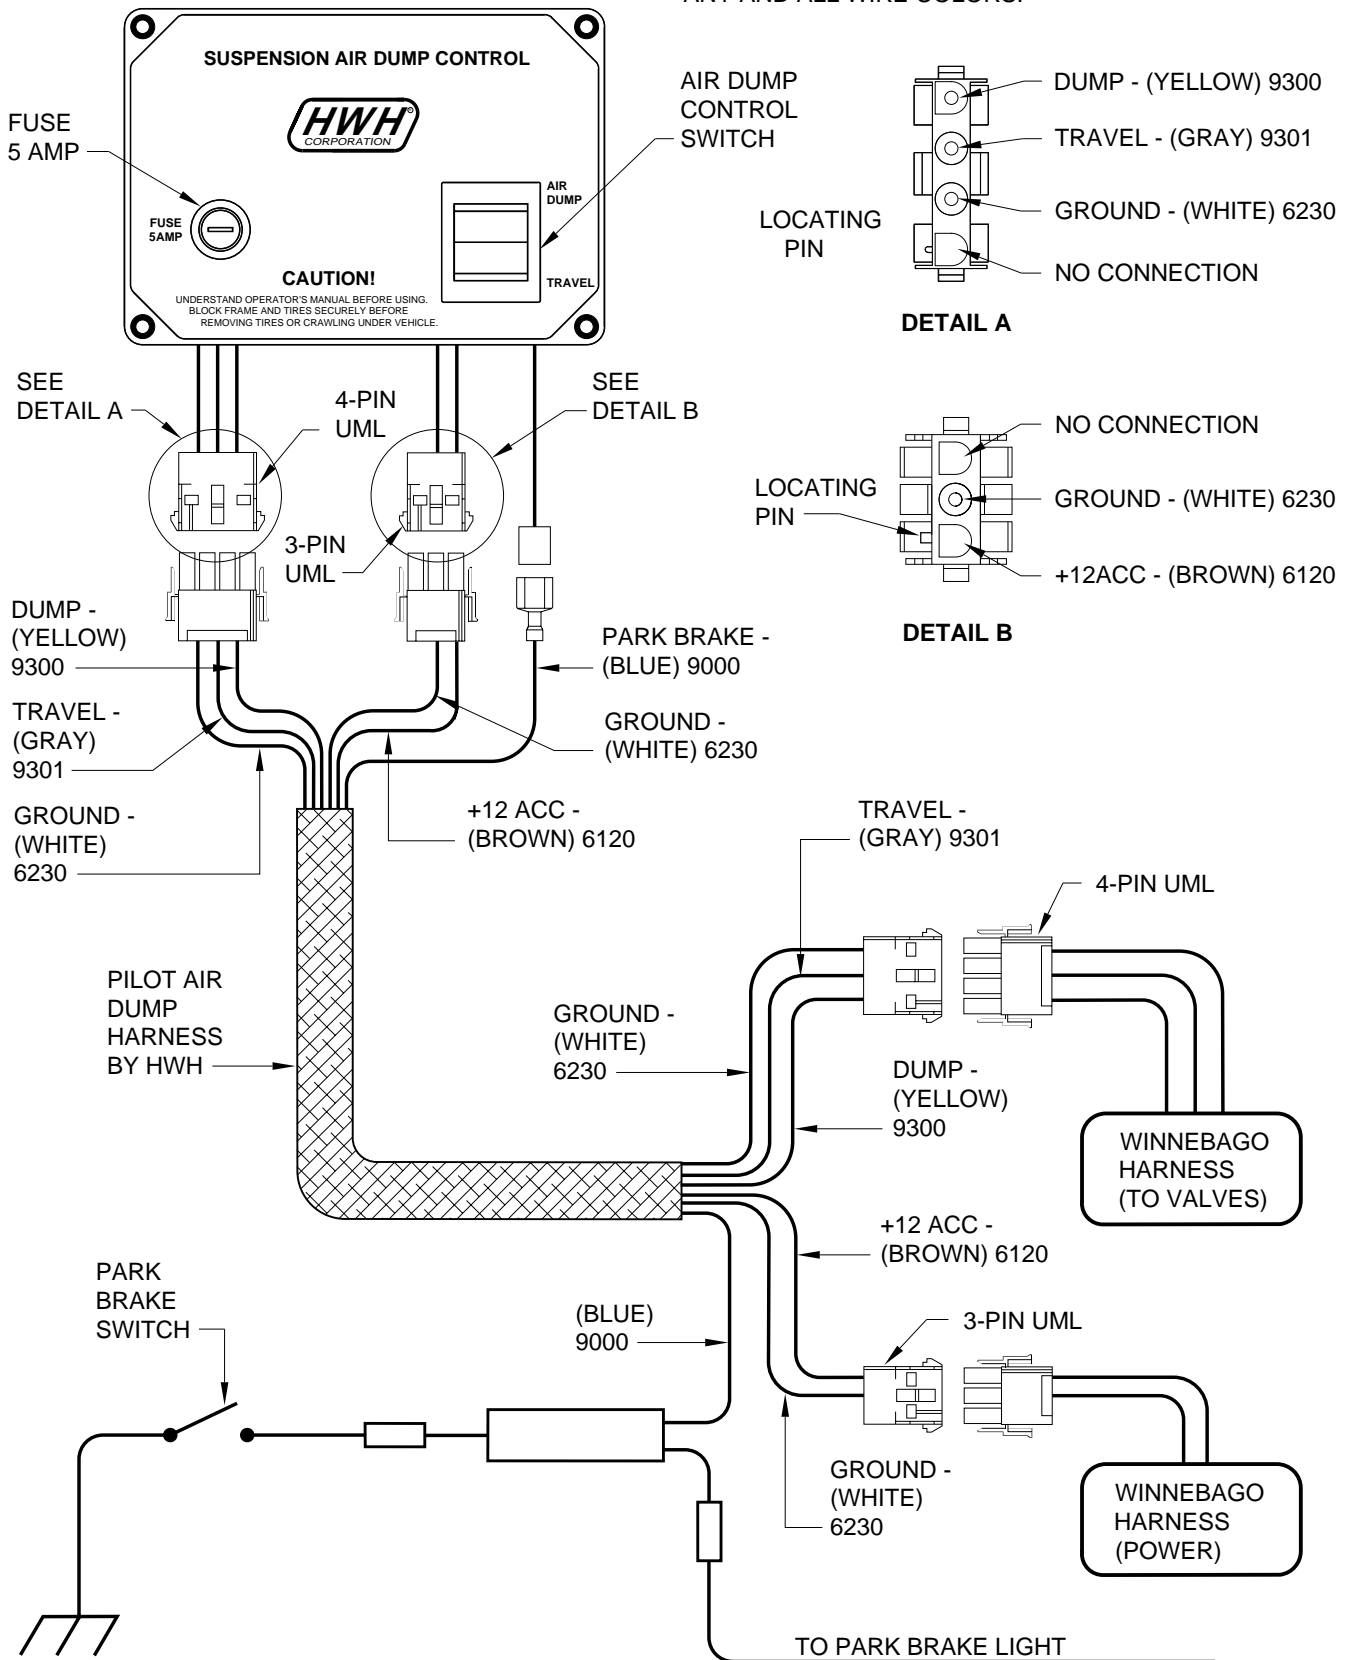 ANY AND ALL WIRE COLORS.
SUSPENSION AIR DUMP CONTROL
HWH
R
CORPORATION
FUSE
5 AMP
FUSE
5AMP
AIR
DUMP
TRAVEL
CAUTION!
UNDERSTAND OPERATOR'S MANUAL BEFORE USING.
BLOCK FRAME AND TIRES SECURELY BEFORE
REMOVING TIRES OR CRAWLING UNDER VEHICLE.
AIR DUMP
CONTROL
SWITCH
DUMP - (YELLOW) 9300
TRAVEL - (GRAY) 9301
GROUND - (WHITE) 6230
NO CONNECTION
LOCATING
PIN
DETAIL A
SEE
DETAIL A
4-PIN
UML
SEE
DETAIL B
3-PIN
UML
NO CONNECTION
GROUND - (WHITE) 6230
+12ACC - (BROWN) 6120
LOCATING
PIN
DETAIL B
DUMP -
(YELLOW)
9300
TRAVEL -
(GRAY)
9301
GROUND -
(WHITE)
6230
PARK BRAKE -
(BLUE) 9000
GROUND -
(WHITE) 6230
+12 ACC -
(BROWN) 6120
TRAVEL -
(GRAY) 9301
4-PIN UML
PILOT AIR
DUMP
HARNESS
BY HWH
GROUND -
(WHITE)
6230
DUMP -
(YELLOW)
9300
WINNEBAGO
HARNESS
(TO VALVES)
+12 ACC -
(BROWN) 6120
PARK
BRAKE
SWITCH
(BLUE)
9000
3-PIN UML
GROUND -
(WHITE)
6230
WINNEBAGO
HARNESS
(POWER)
TO PARK BRAKE LIGHT